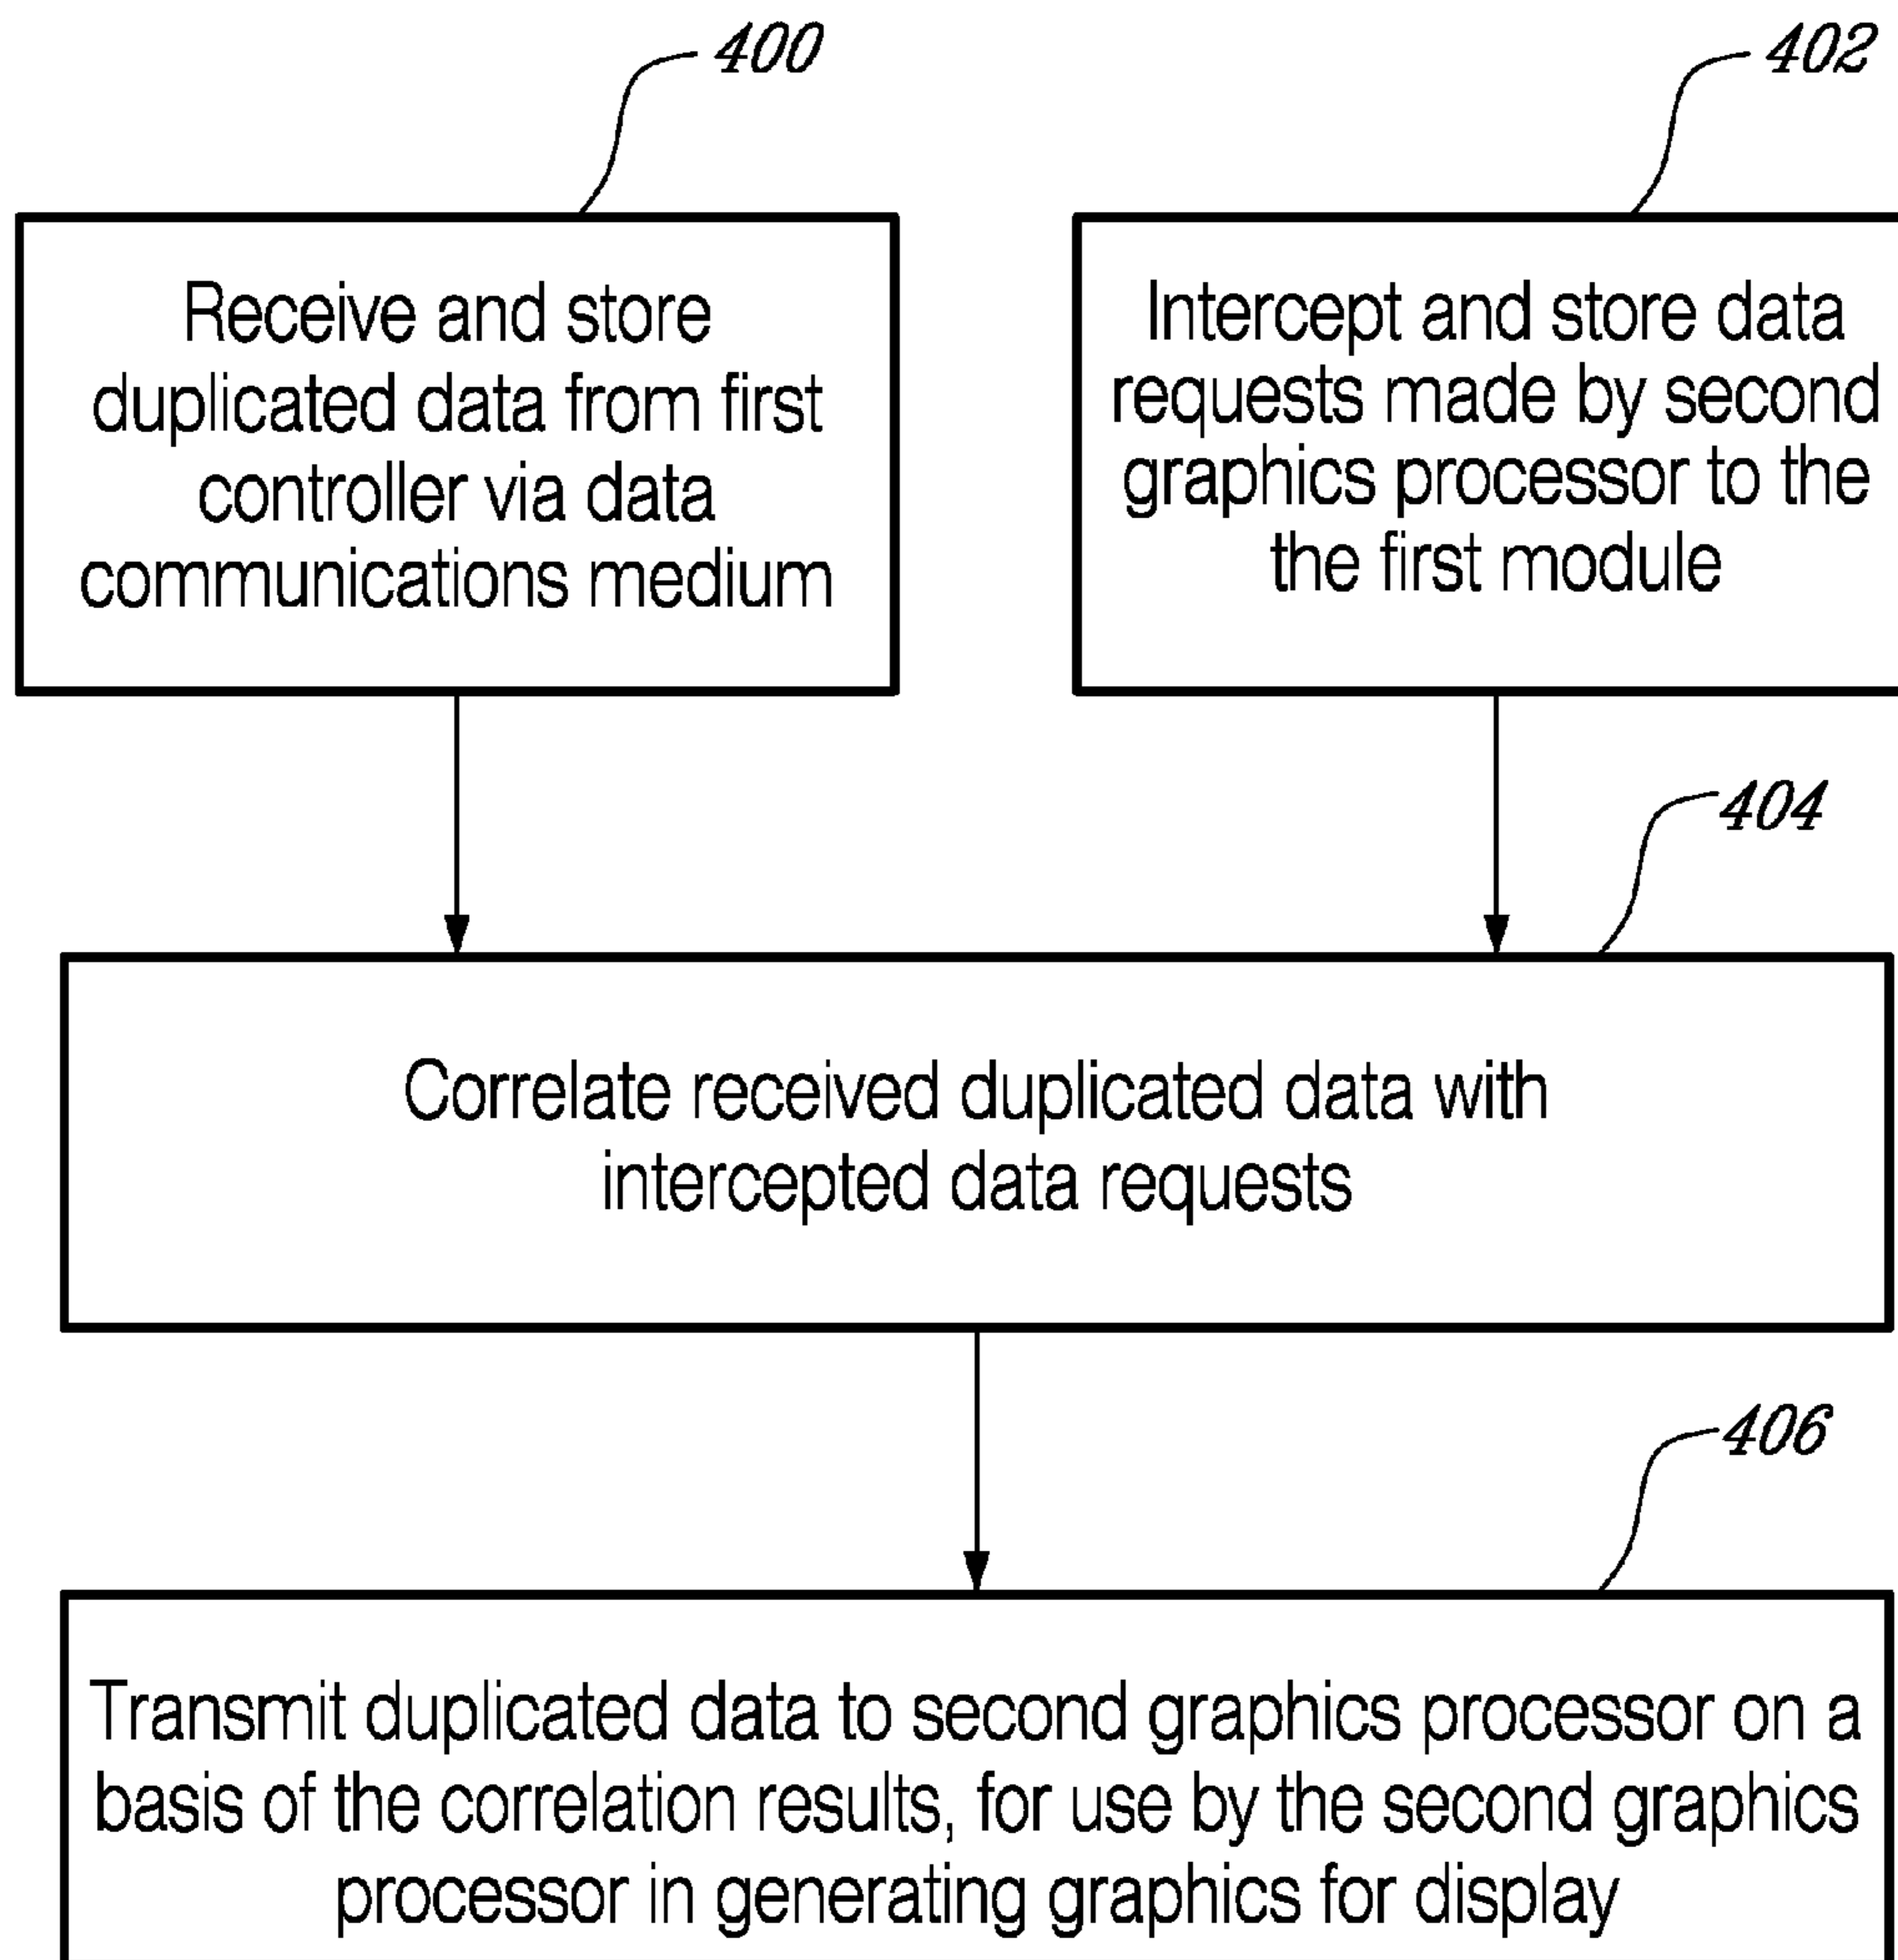 400
402
Receive and store
duplicated data from first
controller via data
communications medium
Intercept and store data
requests made by second
graphics processor to the
the first module
404
Correlate received duplicated data with
intercepted data requests
406
Transmit duplicated data to second graphics processor on a
basis of the correlation results, for use by the second graphics
processor in generating graphics for display